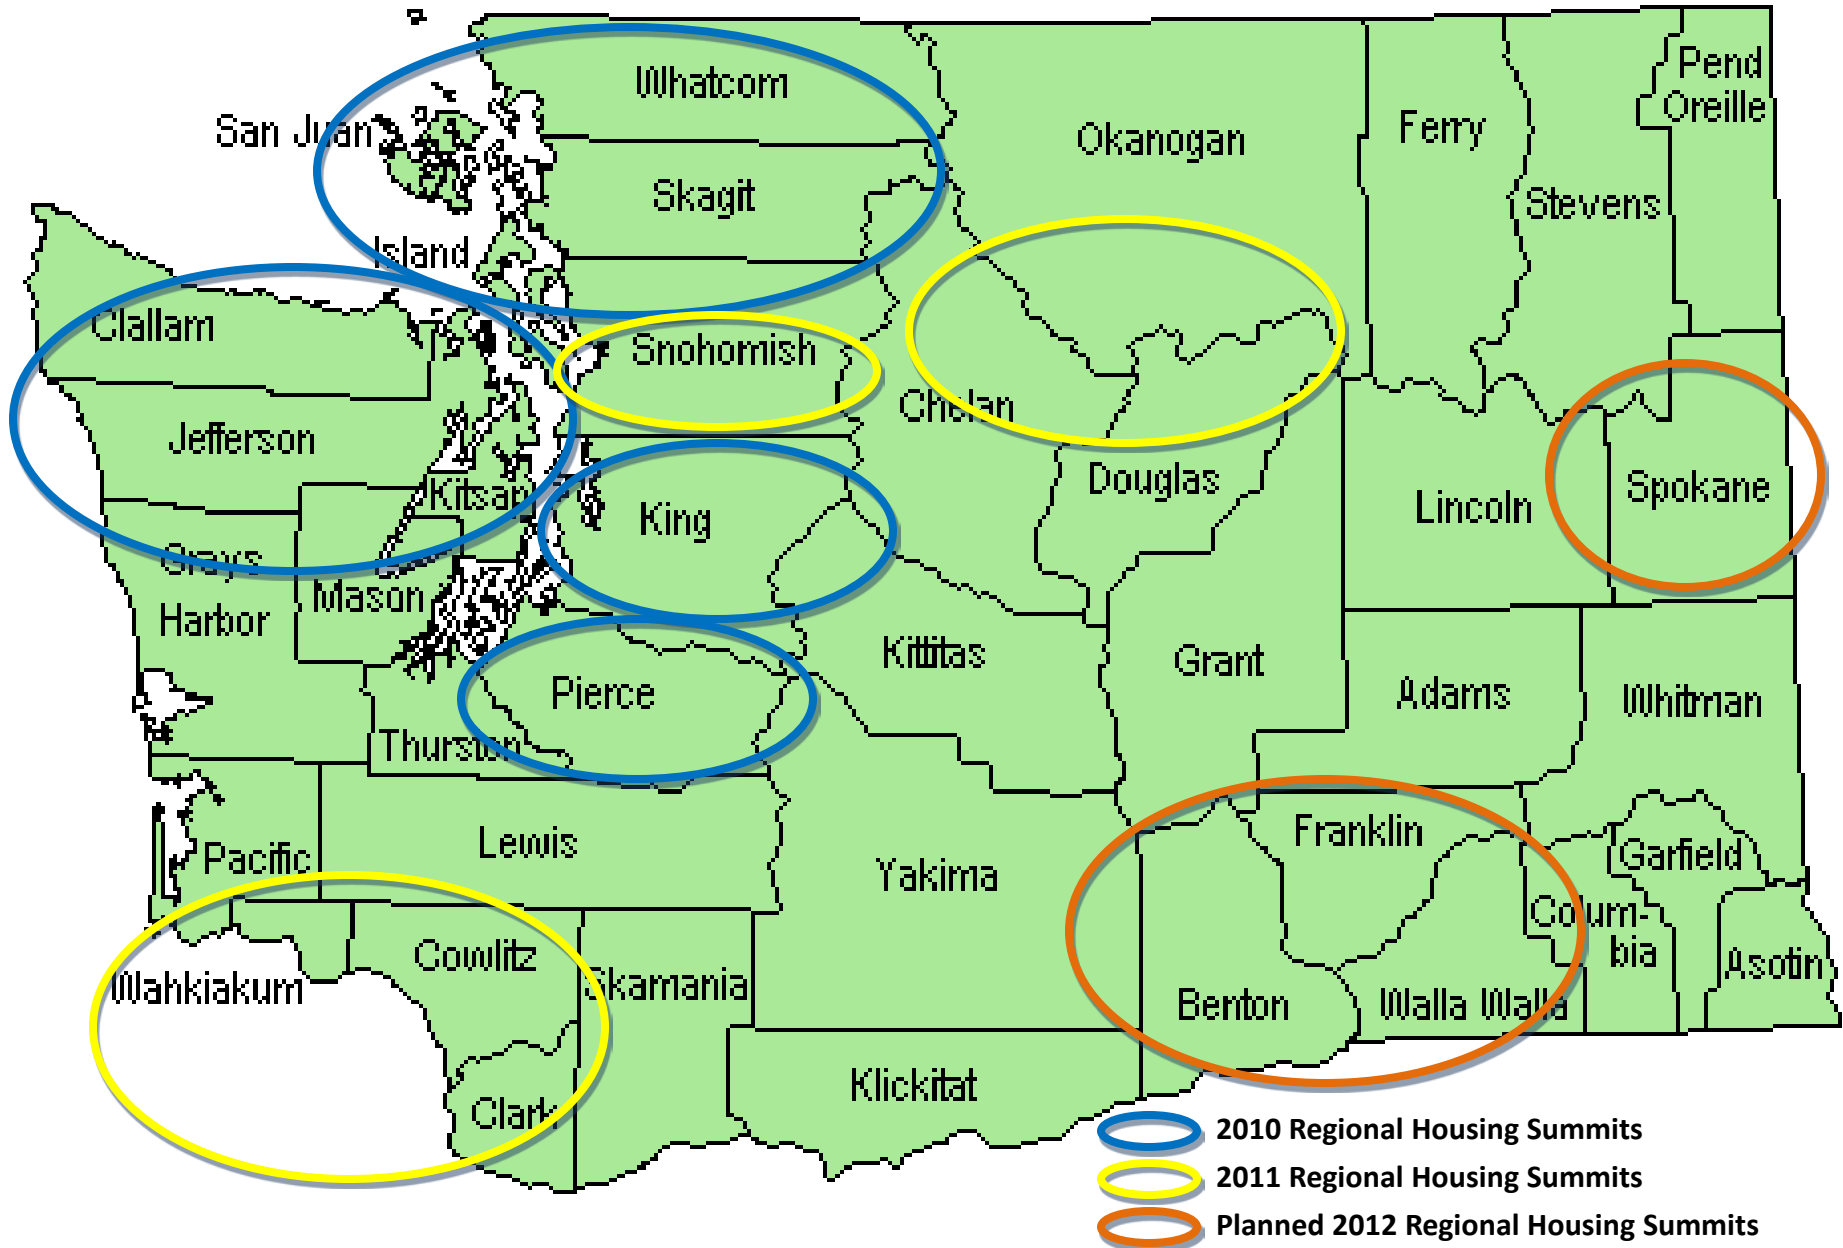 Whatcom
Pend
Oreille
San Juan
Okanogan
Ferry
Skagit
Stevens
Island
Clallam
Snohomish
Chelan
Jefferson
Kitsap
King
Douglas
Lincoln
Spokane
Grays
Harbor
Mason
Kittitas
Grant
Pierce
Adams
Whitman
Thurston
Pacific
Lewis
Yakima
Franklin
Garfield
Colum-
bia
Cowlitz
Wahkiakum
Skamania
Benton
Walla Walla
Asotin
Clark
Klickitat
2010 Regional Housing Summits
2011 Regional Housing Summits
Planned 2012 Regional Housing Summits